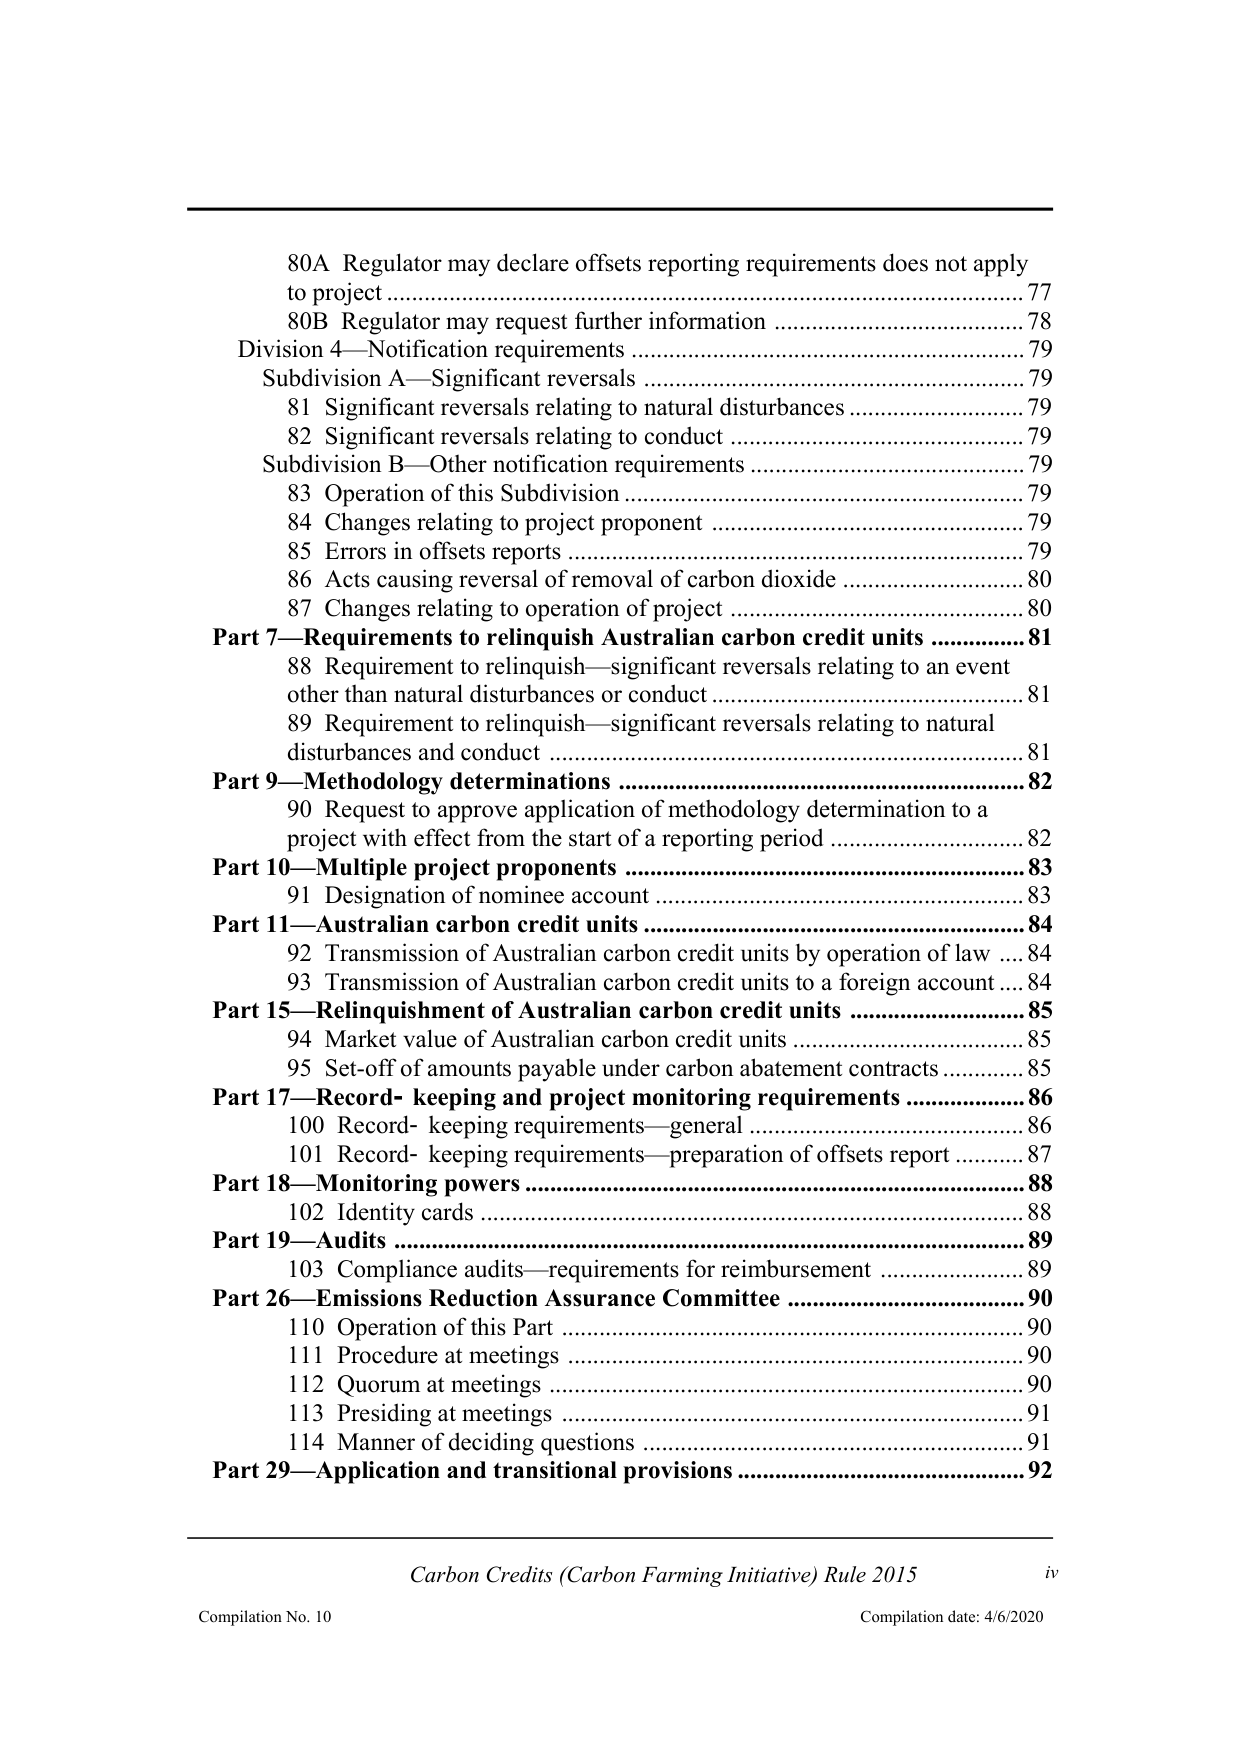 80A  Regulator may declare offsets reporting requirements does not apply
to project ........................................................................................................ 77
80B  Regulator may request further information ........................................ 78
Division 4—Notification requirements ............................................................... 79
Subdivision A—Significant reversals ............................................................. 79
81  Significant reversals relating to natural disturbances ............................ 79
82  Significant reversals relating to conduct ............................................... 79
Subdivision B—Other notification requirements ............................................ 79
83  Operation of this Subdivision ................................................................ 79
84  Changes relating to project proponent .................................................. 79
85  Errors in offsets reports ......................................................................... 79
86  Acts causing reversal of removal of carbon dioxide ............................. 80
87  Changes relating to operation of project ............................................... 80
Part 7—Requirements to relinquish Australian carbon credit units ............... 81
88  Requirement to relinquish—significant reversals relating to an event
other than natural disturbances or conduct .................................................. 81
89  Requirement to relinquish—significant reversals relating to natural
disturbances and conduct ............................................................................ 81
Part 9—Methodology determinations ................................................................. 82
90  Request to approve application of methodology determination to a
project with effect from the start of a reporting period ............................... 82
Part 10—Multiple project proponents ................................................................ 83
91  Designation of nominee account ........................................................... 83
Part 11—Australian carbon credit units ............................................................. 84
92  Transmission of Australian carbon credit units by operation of law .... 84
93  Transmission of Australian carbon credit units to a foreign account .... 84
Part 15—Relinquishment of Australian carbon credit units ............................ 85
94  Market value of Australian carbon credit units ..................................... 85
95  Set-off of amounts payable under carbon abatement contracts ............. 85
Part 17—Record- keeping and project monitoring requirements ................... 86
100  Record- keeping requirements—general ............................................ 86
101  Record- keeping requirements—preparation of offsets report ........... 87
Part 18—Monitoring powers ................................................................................ 88
102  Identity cards ....................................................................................... 88
Part 19—Audits ..................................................................................................... 89
103  Compliance audits—requirements for reimbursement ....................... 89
Part 26—Emissions Reduction Assurance Committee ...................................... 90
110  Operation of this Part .......................................................................... 90
111  Procedure at meetings ......................................................................... 90
112  Quorum at meetings ............................................................................ 90
113  Presiding at meetings .......................................................................... 91
114  Manner of deciding questions ............................................................. 91
Part 29—Application and transitional provisions .............................................. 92
Carbon Credits (Carbon Farming Initiative) Rule 2015 iv
Compilation No. 10 Compilation date: 4/6/2020